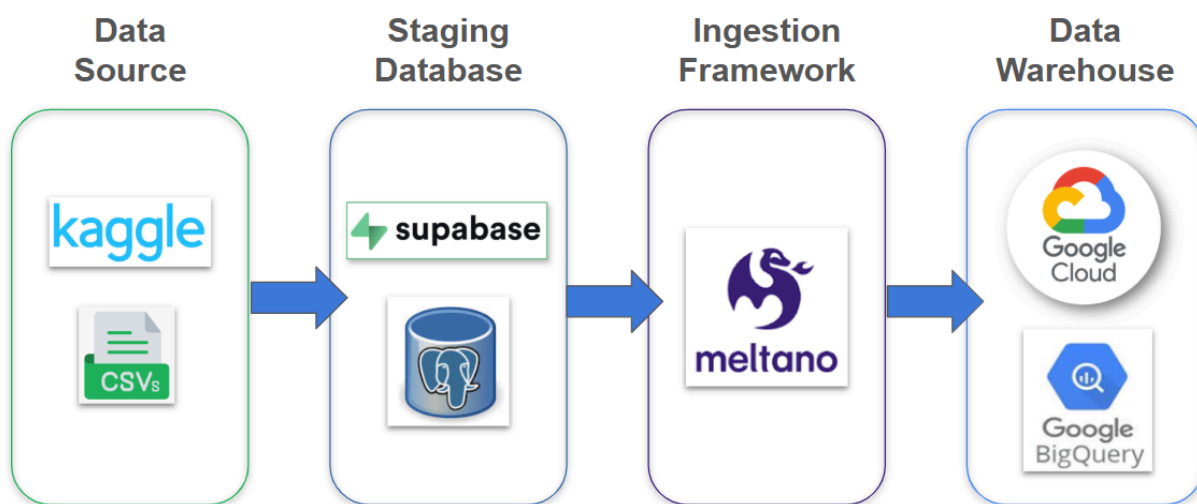 Data
Source
Staging
Database
Ingestion
Framework
Data
Warehouse
kaggle
CSVs
supabase
meltano
Google
Cloud
Google
BigQuery